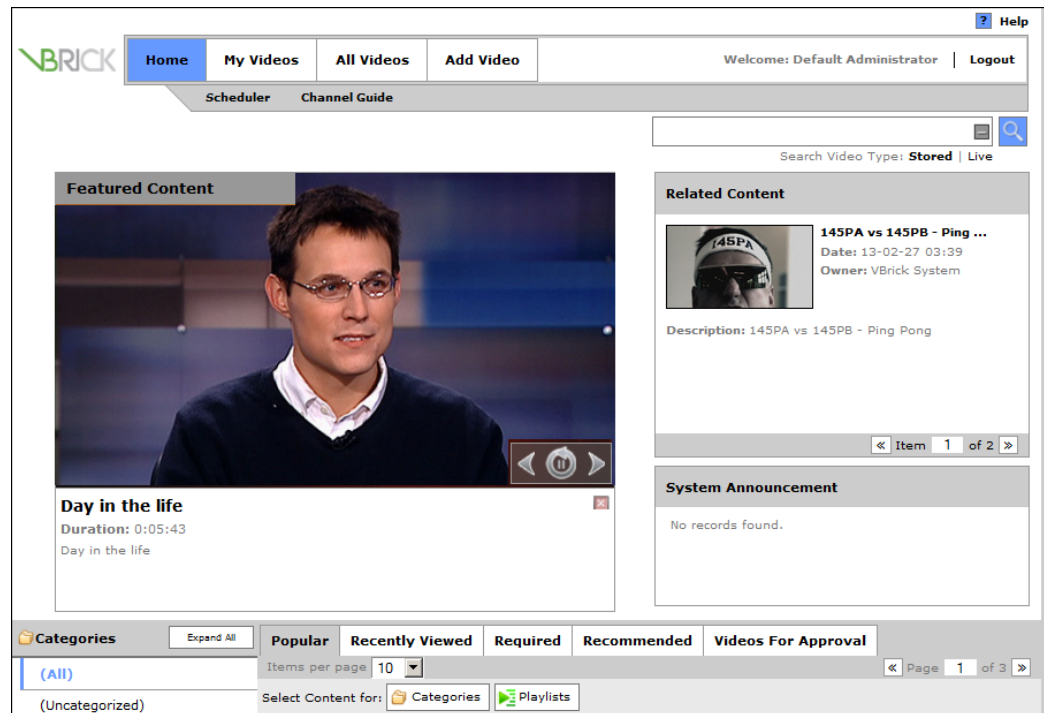 ? Help
VBRICK
Home My Videos All Videos Add Video Welcome: Default Administrator | Logout
Scheduler Channel Guide
Search Video Type: Stored | Live
Featured Content
Related Content
145PA
145PA vs 145PB - Ping ...
Date: 13-02-27 03:39
Owner: VBrick System
Description: 145PA vs 145PB - Ping Pong
« Item 1 of 2 »
Day in the life
Duration: 0:05:43
Day in the life
System Announcement
No records found.
Categories Expand All Popular Recently Viewed Required Recommended Videos For Approval
(All) Items per page 10 « Page 1 of 3 »
(Uncategorized) Select Content for: Categories Playlists